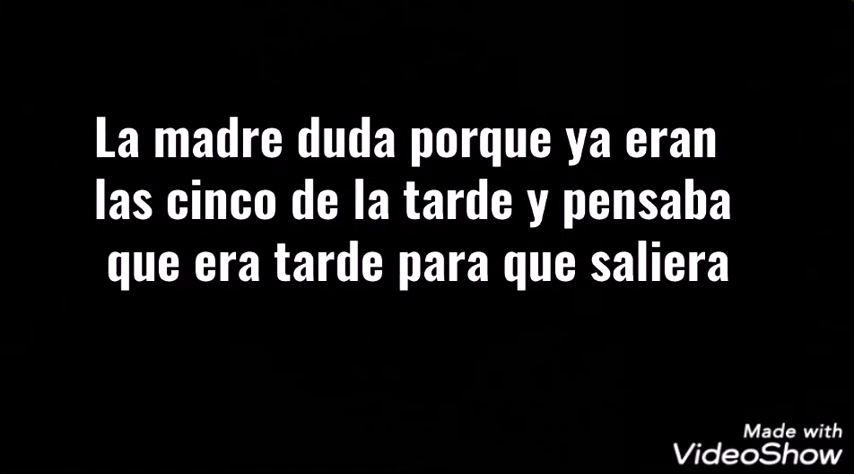 La madre duda porque ya eran
las cinco de la tarde y pensaba
que era tarde para que saliera
Made with
VideoShow